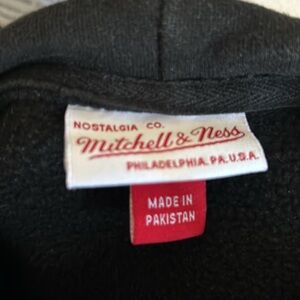 NOSTALGIA CO.
Mitchell & Ness
PHILADELPHIA. PA. U.S.A.
MADE IN
PAKISTAN